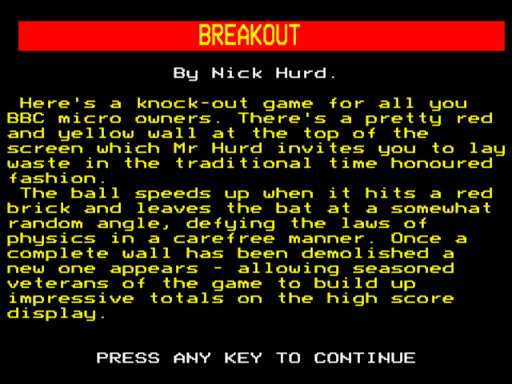 BREAKOUT
By Nick Hurd.
Here's a knock-out game for all you
BBC micro owners. There's a pretty red
and yellow wall at the top of the
screen which Mr Hurd invites you to lay
waste in the traditional time honoured
fashion.
The ball speeds up when it hits a red
brick and leaves the bat at a somewhat
random angle, defying the laws of
physics in a carefree manner. Once a
complete wall has been demolished a
new one appears - allowing seasoned
veterans of the game to build up
impressive totals on the high score
display.
PRESS ANY KEY TO CONTINUE